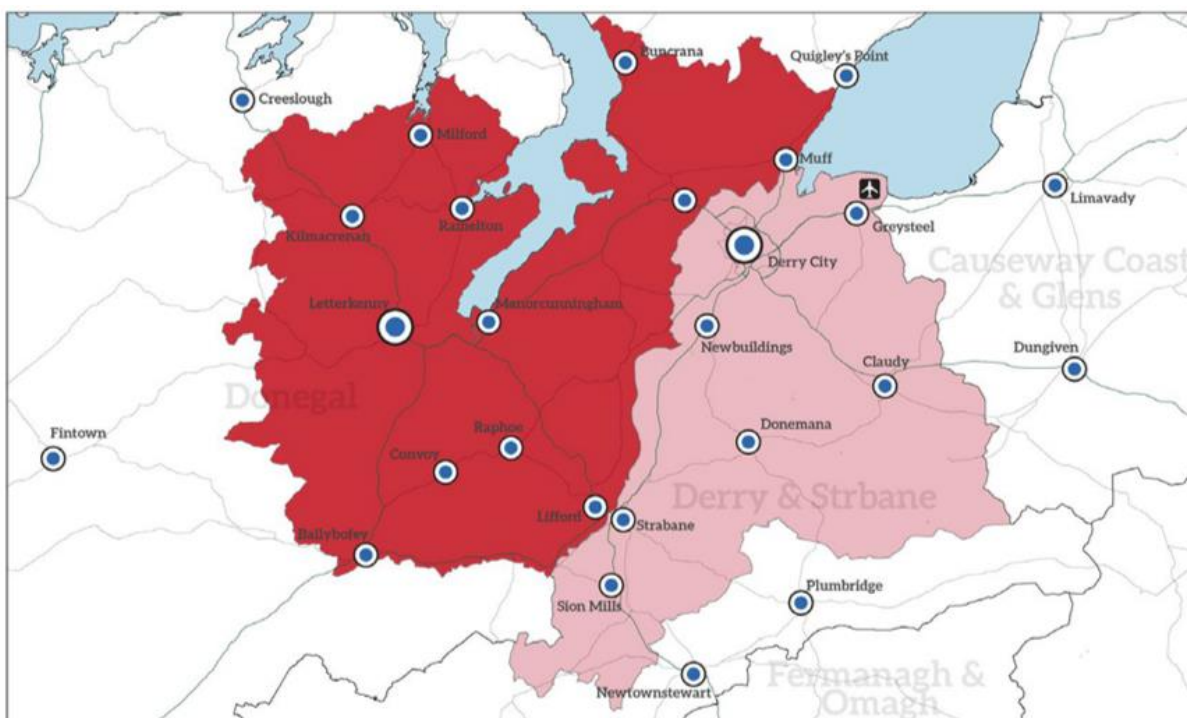 Buncrana
Quigley's Point
Creeslough
Milford
Muff
Limavady
Kilmacrenan
Ramelton
Greysteel
Derry City
Causeway Coast
& Glens
Letterkenny
Manorcunningham
Newbuildings
Dungiven
Claudy
Donegal
Fintown
Raphoe
Donemana
Convoy
Derry & Strbane
Lifford
Strabane
Ballybofey
Sion Mills
Plumbridge
Newtownstewart
Fermanagh &
Omagh